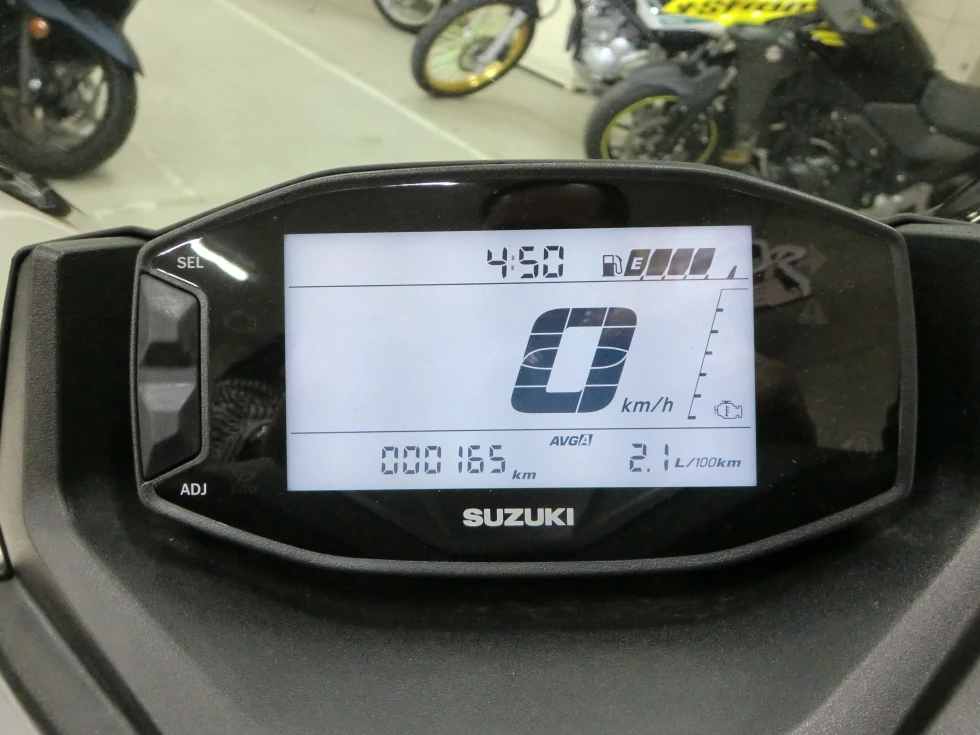 SEL
4:50
E
0
km/h
AVG A
000165 km
2.1 L/100km
ADJ
SUZUKI